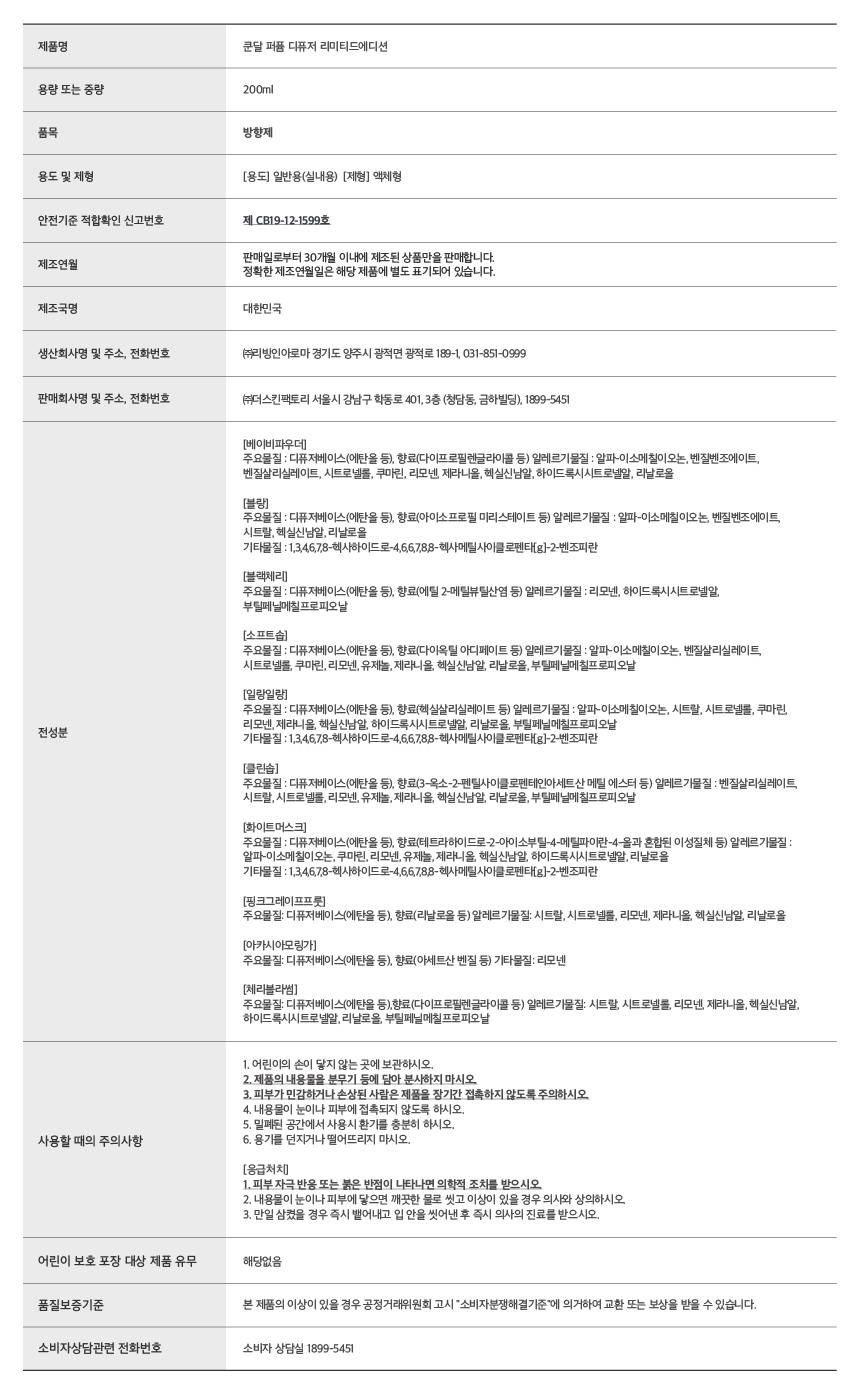 제품명
쿤달 퍼퓸 디퓨저 리미티드에디션
용량 또는 중량
200ml
품목
방향제
용도 및 제형
[용도] 일반용(실내용) [제형] 액체형
안전기준 적합확인 신고번호
제 CB19-12-1599호
제조연월
판매일로부터 30개월 이내에 제조된 상품만을 판매합니다.
정확한 제조연월일은 해당 제품에 별도 표기되어 있습니다.
제조국명
대한민국
생산회사명 및 주소, 전화번호
㈜리빙인아로마 경기도 양주시 광적면 광적로 189-1, 031-851-0999
판매회사명 및 주소, 전화번호
㈜더스킨팩토리 서울시 강남구 학동로 401, 3층 (청담동, 금하빌딩), 1899-5451
전성분
[베이비파우더]
주요물질 : 디퓨저베이스(에탄올 등), 향료(다이프로필렌글라이콜 등) 알레르기물질 : 알파-이소메칠이오논, 벤질벤조에이트,
벤질살리실레이트, 시트로넬롤, 쿠마린, 리모넨, 제라니올, 헥실신남알, 하이드록시시트로넬알, 리날로올
[블랑]
주요물질 : 디퓨저베이스(에탄올 등), 향료(아이소프로필 미리스테이트 등) 알레르기물질 : 알파-이소메칠이오논, 벤질벤조에이트,
시트랄, 헥실신남알, 리날로올
기타물질 : 1,3,4,6,7,8-헥사하이드로-4,6,6,7,8,8-헥사메틸사이클로펜타[g]-2-벤조피란
[블랙체리]
주요물질 : 디퓨저베이스(에탄올 등), 향료(에틸 2-메틸뷰틸산염 등) 알레르기물질 : 리모넨, 하이드록시시트로넬알,
부틸페닐메칠프로피오날
[소프트솝]
주요물질 : 디퓨저베이스(에탄올 등), 향료(다이옥틸 아디페이트 등) 알레르기물질 : 알파-이소메칠이오논, 벤질살리실레이트,
시트로넬롤, 쿠마린, 리모넨, 유제놀, 제라니올, 헥실신남알, 리날로올, 부틸페닐메칠프로피오날
[일랑일랑]
주요물질 : 디퓨저베이스(에탄올 등), 향료(헥실살리실레이트 등) 알레르기물질 : 알파-이소메칠이오논, 시트랄, 시트로넬롤, 쿠마린,
리모넨, 제라니올, 헥실신남알, 하이드록시시트로넬알, 리날로올, 부틸페닐메칠프로피오날
기타물질 : 1,3,4,6,7,8-헥사하이드로-4,6,6,7,8,8-헥사메틸사이클로펜타[g]-2-벤조피란
[클린솝]
주요물질 : 디퓨저베이스(에탄올 등), 향료(3-옥소-2-펜틸사이클로펜테인아세트산 메틸 에스터 등) 알레르기물질 : 벤질살리실레이트,
시트랄, 시트로넬롤, 리모넨, 유제놀, 제라니올, 헥실신남알, 리날로올, 부틸페닐메칠프로피오날
[화이트머스크]
주요물질 : 디퓨저베이스(에탄올 등), 향료(테트라하이드로-2-아이소부틸-4-메틸파이란-4-올과 혼합된 이성질체 등) 알레르기물질 :
알파-이소메칠이오논, 쿠마린, 리모넨, 유제놀, 제라니올, 헥실신남알, 하이드록시시트로넬알, 리날로올
기타물질 : 1,3,4,6,7,8-헥사하이드로-4,6,6,7,8,8-헥사메틸사이클로펜타[g]-2-벤조피란
[핑크그레이프프룻]
주요물질: 디퓨저베이스(에탄올 등), 향료(리날로올 등) 알레르기물질: 시트랄, 시트로넬롤, 리모넨, 제라니올, 헥실신남알, 리날로올
[아카시아모링가]
주요물질: 디퓨저베이스(에탄올 등), 향료(아세트산 벤질 등) 기타물질: 리모넨
[체리블라썸]
주요물질: 디퓨저베이스(에탄올 등),향료(다이프로필렌글라이콜 등) 알레르기물질: 시트랄, 시트로넬롤, 리모넨, 제라니올, 헥실신남알,
하이드록시시트로넬알, 리날로올, 부틸페닐메칠프로피오날
사용할 때의 주의사항
1. 어린이의 손이 닿지 않는 곳에 보관하시오.
2. 제품의 내용물을 분무기 등에 담아 분사하지 마시오.
3. 피부가 민감하거나 손상된 사람은 제품을 장기간 접촉하지 않도록 주의하시오.
4. 내용물이 눈이나 피부에 접촉되지 않도록 하시오.
5. 밀폐된 공간에서 사용시 환기를 충분히 하시오.
6. 용기를 던지거나 떨어뜨리지 마시오.
[응급처치]
1. 피부 자극 반응 또는 붉은 반점이 나타나면 의학적 조치를 받으시오.
2. 내용물이 눈이나 피부에 닿으면 깨끗한 물로 씻고 이상이 있을 경우 의사와 상의하시오.
3. 만일 삼켰을 경우 즉시 뱉어내고 입 안을 씻어낸 후 즉시 의사의 진료를 받으시오.
어린이 보호 포장 대상 제품 유무
해당없음
품질보증기준
본 제품의 이상이 있을 경우 공정거래위원회 고시 "소비자분쟁해결기준"에 의거하여 교환 또는 보상을 받을 수 있습니다.
소비자상담관련 전화번호
소비자 상담실 1899-5451